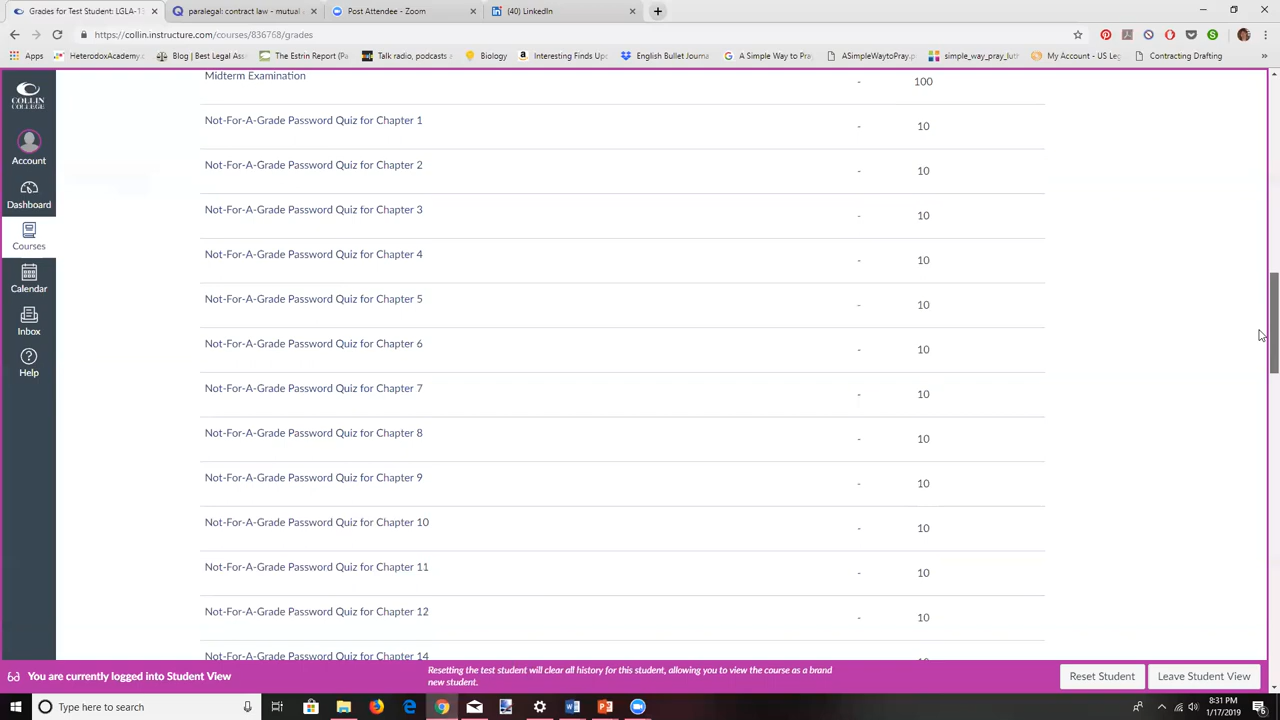 Grades for Test Student: LGLA-13
paralegal: contract law - mutual
Post Attendee - Zoom
(40) LinkedIn
https://collin.instructure.com/courses/836768/grades
Apps
HeterodoxAcademy.o
Blog | Best Legal Ass
The Estrin Report (Pa
Talk radio, podcasts
Biology
Interesting Finds Upd
English Bullet Journa
A Simple Way to Pray
ASimpleWaytoPray.p
simple_way_pray_luth
My Account - US Leg
Contracting Drafting
COLLIN COLLEGE
Account
Dashboard
Courses
Calendar
Inbox
Help
Midterm Examination - 100
Not-For-A-Grade Password Quiz for Chapter 1 - 10
Not-For-A-Grade Password Quiz for Chapter 2 - 10
Not-For-A-Grade Password Quiz for Chapter 3 - 10
Not-For-A-Grade Password Quiz for Chapter 4 - 10
Not-For-A-Grade Password Quiz for Chapter 5 - 10
Not-For-A-Grade Password Quiz for Chapter 6 - 10
Not-For-A-Grade Password Quiz for Chapter 7 - 10
Not-For-A-Grade Password Quiz for Chapter 8 - 10
Not-For-A-Grade Password Quiz for Chapter 9 - 10
Not-For-A-Grade Password Quiz for Chapter 10 - 10
Not-For-A-Grade Password Quiz for Chapter 11 - 10
Not-For-A-Grade Password Quiz for Chapter 12 - 10
Not-For-A-Grade Password Quiz for Chapter 14
You are currently logged into Student View
Resetting the test student will clear all history for this student, allowing you to view the course as a brand
new student.
Reset Student
Leave Student View
Type here to search
8:31 PM
1/17/2019